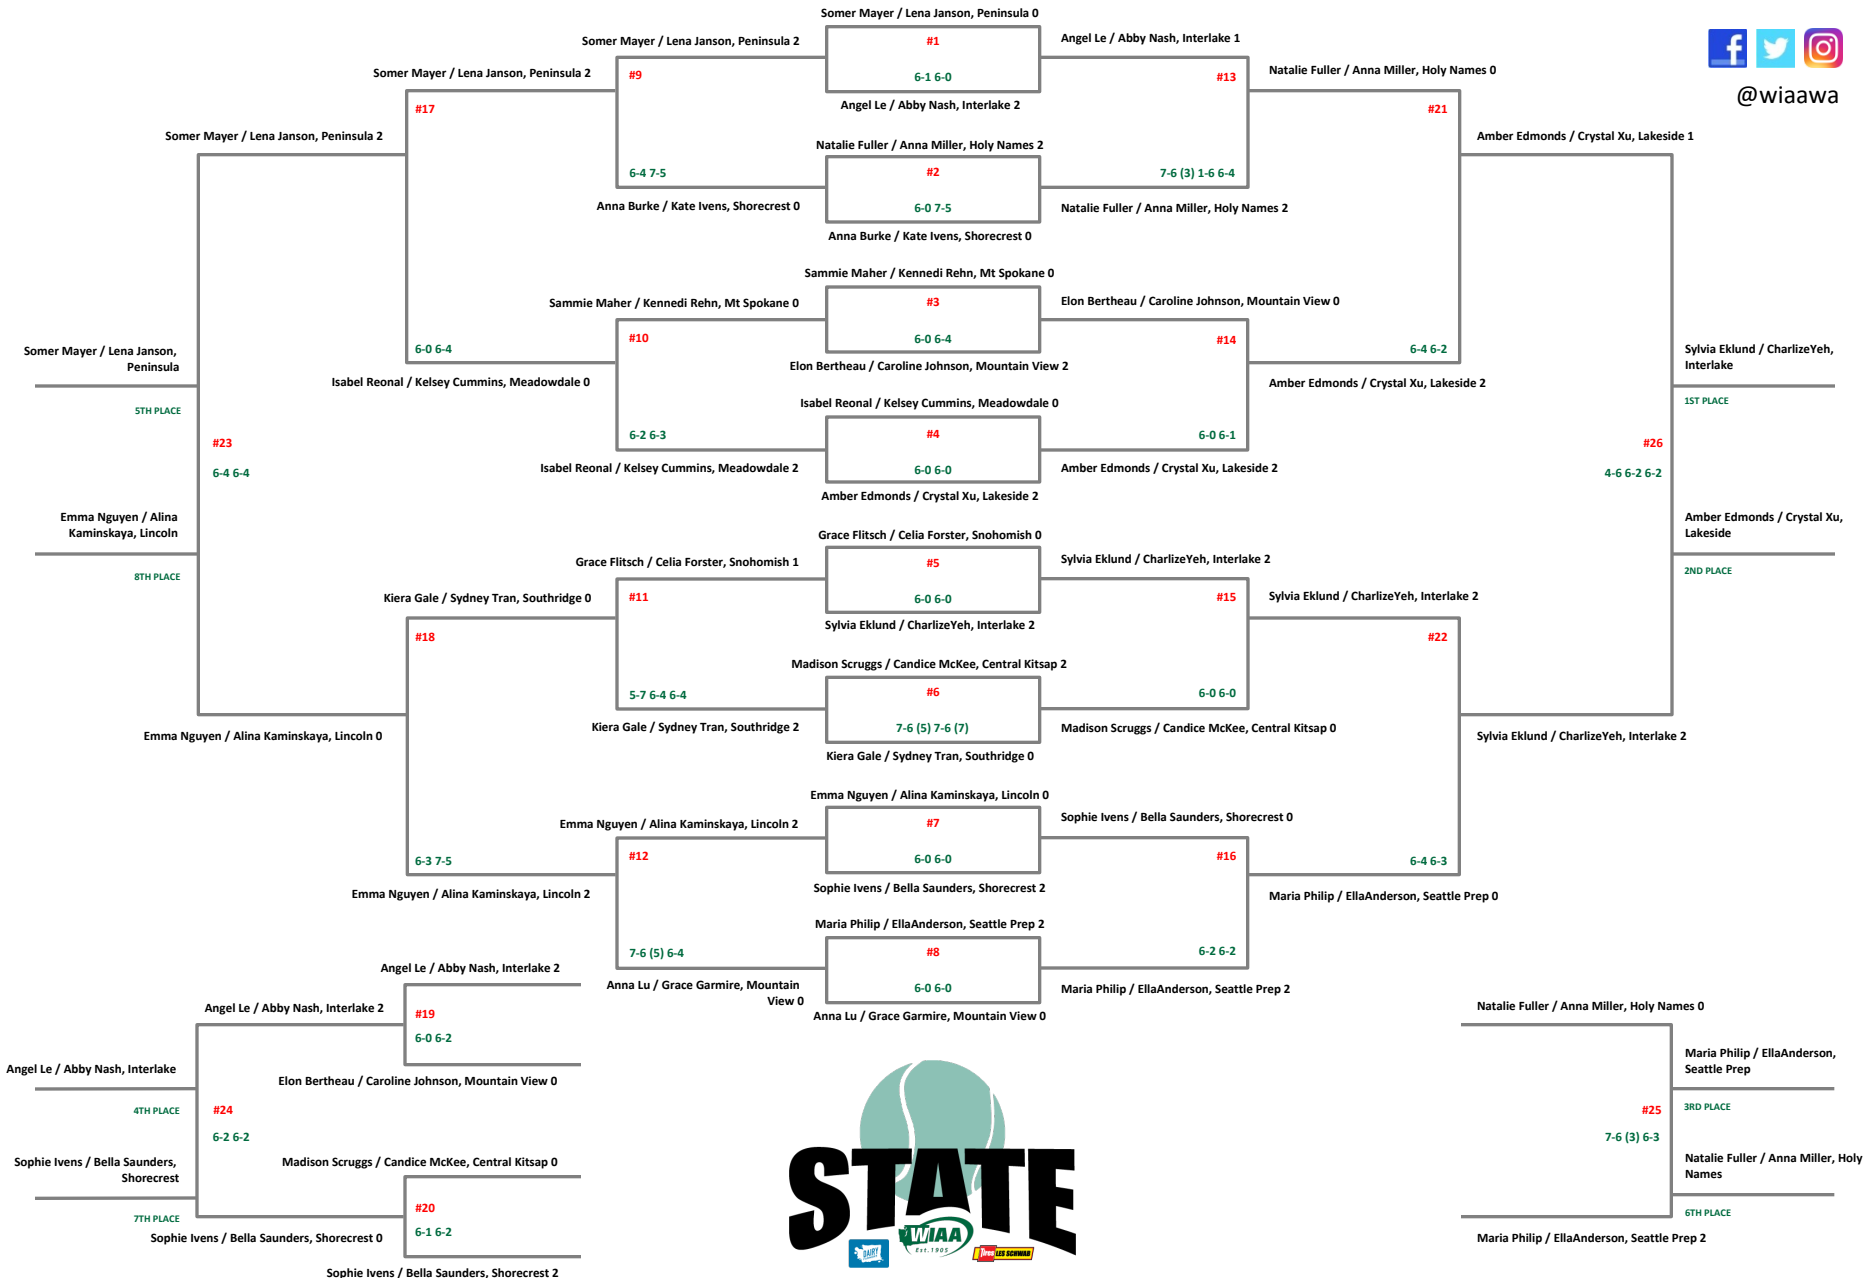 Somer Mayer / Lena Janson, Peninsula 0
Somer Mayer / Lena Janson, Peninsula 2
#1
Angel Le / Abby Nash, Interlake 1
Somer Mayer / Lena Janson, Peninsula 2
#9
6-1 6-0
#13
Natalie Fuller / Anna Miller, Holy Names 0
@wiaawa
#17
Angel Le / Abby Nash, Interlake 2
#21
Somer Mayer / Lena Janson, Peninsula 2
Natalie Fuller / Anna Miller, Holy Names 2
Amber Edmonds / Crystal Xu, Lakeside 1
6-4 7-5
#2
7-6 (3) 1-6 6-4
Anna Burke / Kate Ivens, Shorecrest 0
6-0 7-5
Natalie Fuller / Anna Miller, Holy Names 2
Anna Burke / Kate Ivens, Shorecrest 0
Sammie Maher / Kennedi Rehn, Mt Spokane 0
Sammie Maher / Kennedi Rehn, Mt Spokane 0
#3
Elon Bertheau / Caroline Johnson, Mountain View 0
#10
6-0 6-4
#14
Somer Mayer / Lena Janson,
Peninsula
6-0 6-4
Elon Bertheau / Caroline Johnson, Mountain View 2
6-4 6-2
Sylvia Eklund / CharlizeYeh,
Interlake
Isabel Reonal / Kelsey Cummins, Meadowdale 0
Amber Edmonds / Crystal Xu, Lakeside 2
5TH PLACE
Isabel Reonal / Kelsey Cummins, Meadowdale 0
1ST PLACE
#23
6-2 6-3
#4
6-0 6-1
#26
6-4 6-4
Isabel Reonal / Kelsey Cummins, Meadowdale 2
6-0 6-0
Amber Edmonds / Crystal Xu, Lakeside 2
4-6 6-2 6-2
Amber Edmonds / Crystal Xu, Lakeside 2
Emma Nguyen / Alina
Kaminskaya, Lincoln
Amber Edmonds / Crystal Xu,
Lakeside
Grace Flitsch / Celia Forster, Snohomish 0
8TH PLACE
Grace Flitsch / Celia Forster, Snohomish 1
#5
Sylvia Eklund / CharlizeYeh, Interlake 2
2ND PLACE
Kiera Gale / Sydney Tran, Southridge 0
#11
6-0 6-0
#15
Sylvia Eklund / CharlizeYeh, Interlake 2
#18
Sylvia Eklund / CharlizeYeh, Interlake 2
#22
Madison Scruggs / Candice McKee, Central Kitsap 2
5-7 6-4 6-4
#6
6-0 6-0
Kiera Gale / Sydney Tran, Southridge 2
7-6 (5) 7-6 (7)
Madison Scruggs / Candice McKee, Central Kitsap 0
Emma Nguyen / Alina Kaminskaya, Lincoln 0
Kiera Gale / Sydney Tran, Southridge 0
Sylvia Eklund / CharlizeYeh, Interlake 2
Emma Nguyen / Alina Kaminskaya, Lincoln 0
Emma Nguyen / Alina Kaminskaya, Lincoln 2
#7
Sophie Ivens / Bella Saunders, Shorecrest 0
6-3 7-5
#12
6-0 6-0
#16
6-4 6-3
Emma Nguyen / Alina Kaminskaya, Lincoln 2
Sophie Ivens / Bella Saunders, Shorecrest 2
Maria Philip / EllaAnderson, Seattle Prep 0
Maria Philip / EllaAnderson, Seattle Prep 2
7-6 (5) 6-4
#8
6-2 6-2
Angel Le / Abby Nash, Interlake 2
Anna Lu / Grace Garmire, Mountain
View 0
6-0 6-0
Maria Philip / EllaAnderson, Seattle Prep 2
Angel Le / Abby Nash, Interlake 2
#19
Anna Lu / Grace Garmire, Mountain View 0
Natalie Fuller / Anna Miller, Holy Names 0
6-0 6-2
Angel Le / Abby Nash, Interlake
Elon Bertheau / Caroline Johnson, Mountain View 0
Maria Philip / EllaAnderson,
Seattle Prep
4TH PLACE
#24
#25
3RD PLACE
6-2 6-2
7-6 (3) 6-3
Sophie Ivens / Bella Saunders,
Shorecrest
Madison Scruggs / Candice McKee, Central Kitsap 0
Natalie Fuller / Anna Miller, Holy
Names
7TH PLACE
#20
6TH PLACE
Sophie Ivens / Bella Saunders, Shorecrest 0
6-1 6-2
Maria Philip / EllaAnderson, Seattle Prep 2
Sophie Ivens / Bella Saunders, Shorecrest 2
STATE
WIAA
Est. 1905
DAIRY
Tires LES SCHWAB